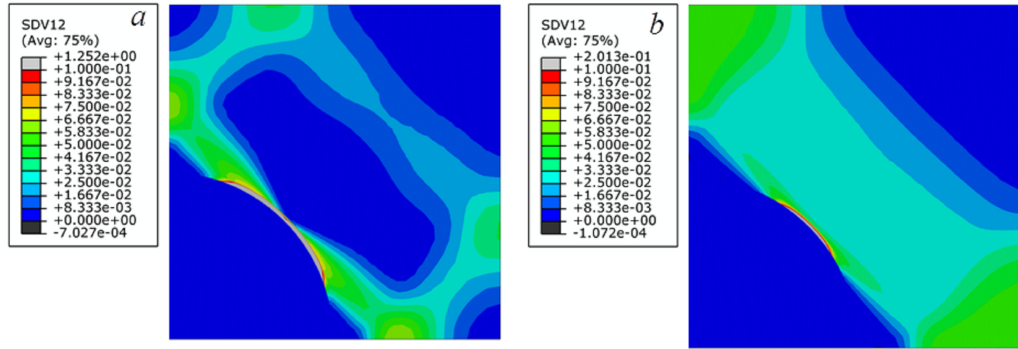 a
SDV12
(Avg: 75%)
+1.252e+00
+1.000e-01
+9.167e-02
+8.333e-02
+7.500e-02
+6.667e-02
+5.833e-02
+5.000e-02
+4.167e-02
+3.333e-02
+2.500e-02
+1.667e-02
+8.333e-03
+0.000e+00
-7.027e-04
b
SDV12
(Avg: 75%)
+2.013e-01
+1.000e-01
+9.167e-02
+8.333e-02
+7.500e-02
+6.667e-02
+5.833e-02
+5.000e-02
+4.167e-02
+3.333e-02
+2.500e-02
+1.667e-02
+8.333e-03
+0.000e+00
-1.072e-04